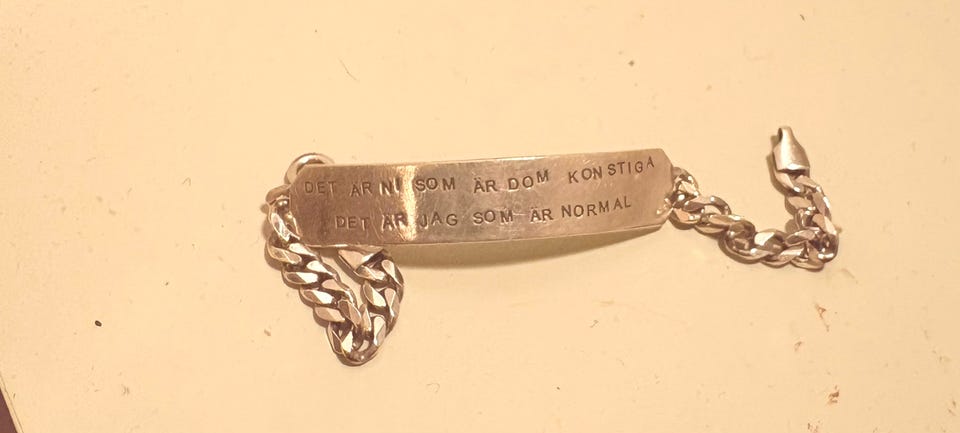 DET ÄR NI SOM ÄR DOM KONSTIGA
DET ÄR JAG SOM ÄR NORMAL